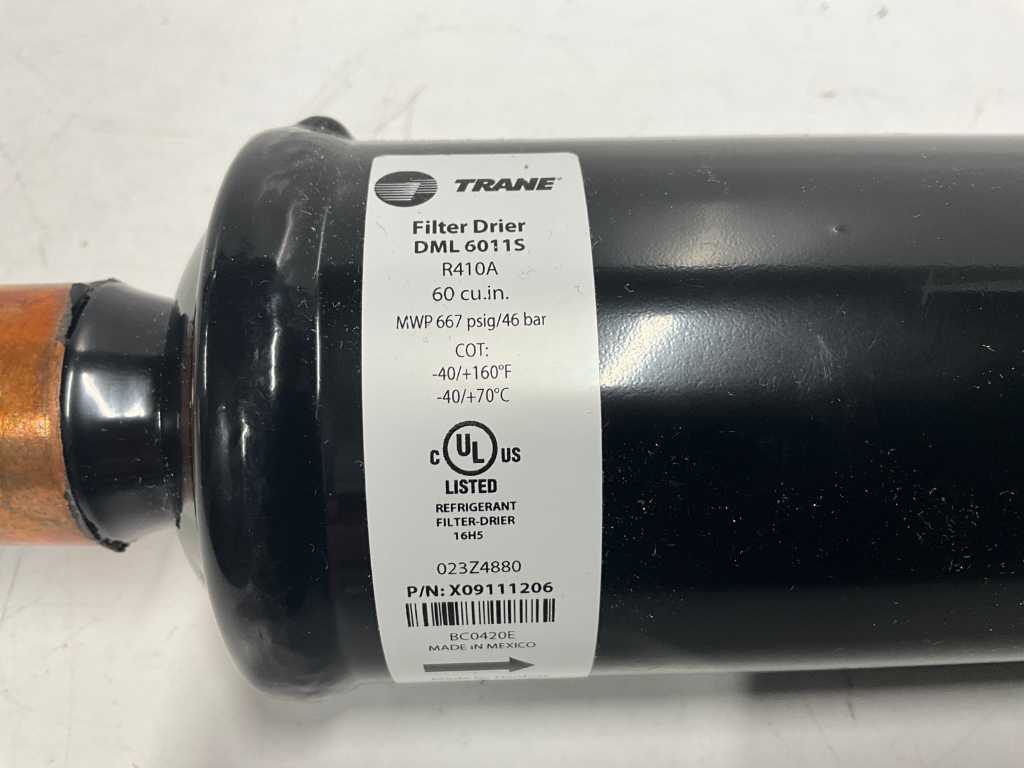 TRANE
Filter Drier
DML 6011S
R410A
60 cu.in.
MWP 667 psig/46 bar
COT:
-40/+160°F
-40/+70°C
C UL US
LISTED
REFRIGERANT
FILTER-DRIER
16H5
023Z4880
P/N: X09111206
BC0420E
MADE IN MEXICO